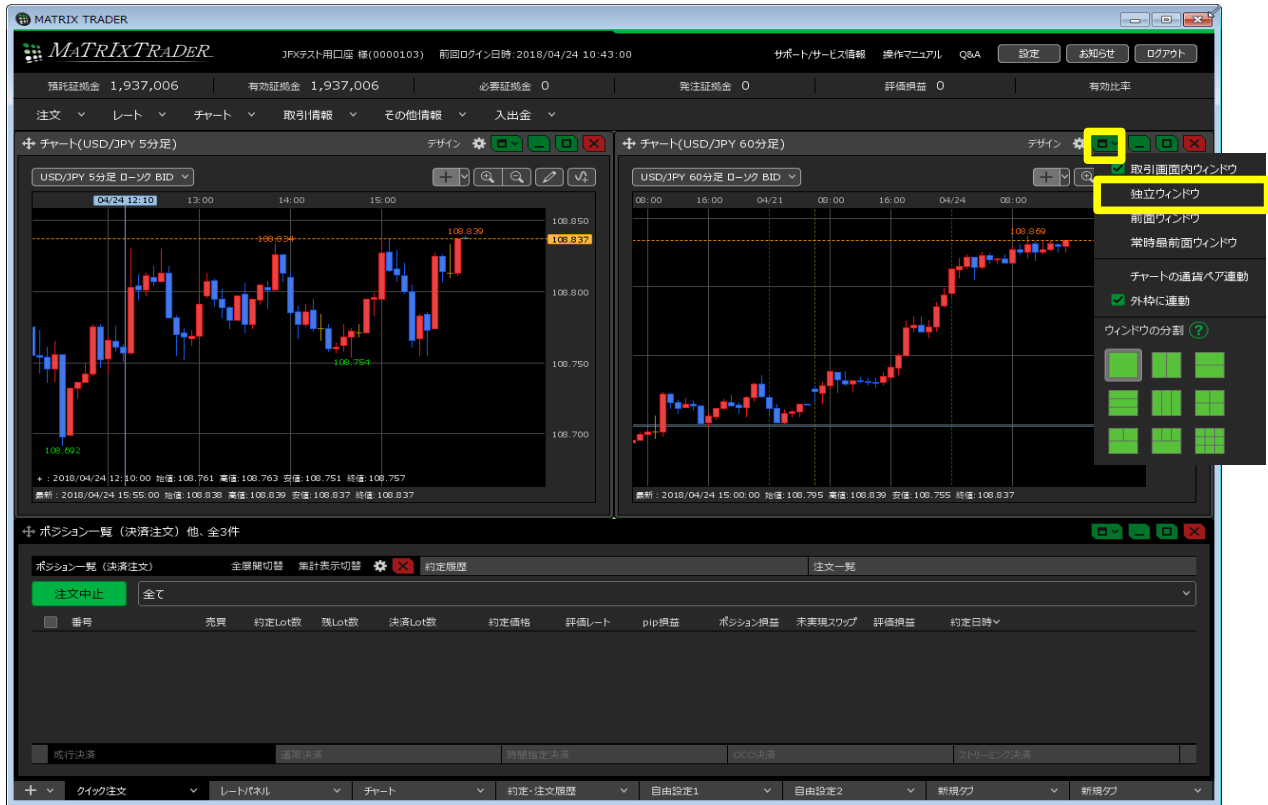 MATRIX TRADER
MATRIXTRADER JFXテスト用口座 様(0000103) 前回ログイン日時:2018/04/24 10:43:00 サポート/サービス情報 操作マニュアル Q&A 設定 お知らせ ログアウト
預託証拠金 1,937,006 有効証拠金 1,937,006 必要証拠金 0 発注証拠金 0 評価損益 0 有効比率
注文 レート チャート 取引情報 その他情報 入出金
チャート(USD/JPY 5分足) デザイン
USD/JPY 5分足 ローソク BID
04/24 12:10 13:00 14:00 15:00
108.850
108.839
108.834
108.837
108.800
108.754
108.750
108.700
108.692
+ : 2018/04/24 12:10:00 始値:108.761 高値:108.763 安値:108.751 終値:108.757
最新 : 2018/04/24 15:55:00 始値:108.838 高値:108.839 安値:108.837 終値:108.837
チャート(USD/JPY 60分足) デザイン
USD/JPY 60分足 ローソク BID
08:00 16:00 04/21 08:00 16:00 04/24 08:00
108.869
最新 : 2018/04/24 15:00:00 始値:108.795 高値:108.839 安値:108.755 終値:108.837
取引画面内ウィンドウ
独立ウィンドウ
前面ウィンドウ
常時最前面ウィンドウ
チャートの通貨ペア連動
外枠に連動
ウィンドウの分割 ?
ポジション一覧（決済注文）他、全3件
ポジション一覧（決済注文） 全展開切替 集計表示切替 約定履歴 注文一覧
注文中止 全て
番号 売買 約定Lot数 残Lot数 決済Lot数 約定価格 評価レート pip損益 ポジション損益 未実現スワップ 評価損益 約定日時
成行決済 通常決済 時間指定決済 OCO決済 ストリーミング決済
クイック注文 レートパネル チャート 約定・注文履歴 自由設定1 自由設定2 新規タブ 新規タブ